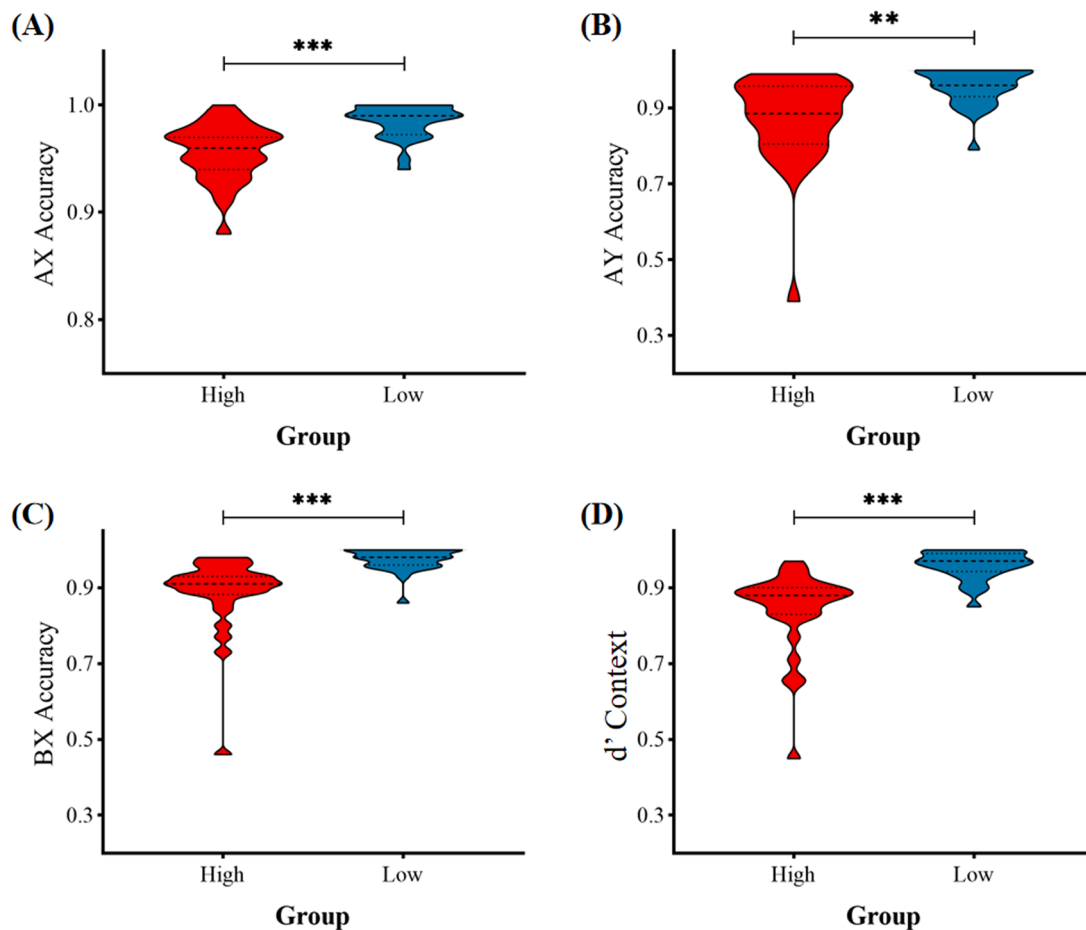 (A)
***
AX Accuracy
1.0
0.9
0.8
High Low
Group
(B)
**
AY Accuracy
0.9
0.7
0.5
0.3
High Low
Group
(C)
***
BX Accuracy
0.9
0.7
0.5
0.3
High Low
Group
(D)
***
d’ Context
0.9
0.7
0.5
0.3
High Low
Group